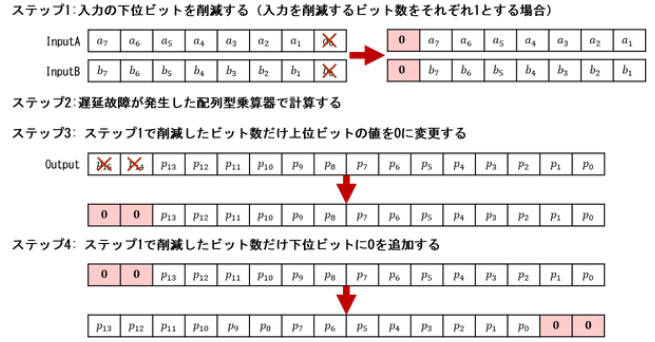 ステップ1:入力の下位ビットを削減する（入力を削減するビット数をそれぞれ1とする場合）
InputA a7 a6 a5 a4 a3 a2 a1 a0 0 a7 a6 a5 a4 a3 a2 a1
InputB b7 b6 b5 b4 b3 b2 b1 b0 0 b7 b6 b5 b4 b3 b2 b1
ステップ2:遅延故障が発生した配列型乗算器で計算する
ステップ3: ステップ1で削減したビット数だけ上位ビットの値を0に変更する
Output p15 p14 p13 p12 p11 p10 p9 p8 p7 p6 p5 p4 p3 p2 p1 p0
0 0 p13 p12 p11 p10 p9 p8 p7 p6 p5 p4 p3 p2 p1 p0
ステップ4: ステップ1で削減したビット数だけ下位ビットに0を追加する
0 0 p13 p12 p11 p10 p9 p8 p7 p6 p5 p4 p3 p2 p1 p0
p13 p12 p11 p10 p9 p8 p7 p6 p5 p4 p3 p2 p1 p0 0 0